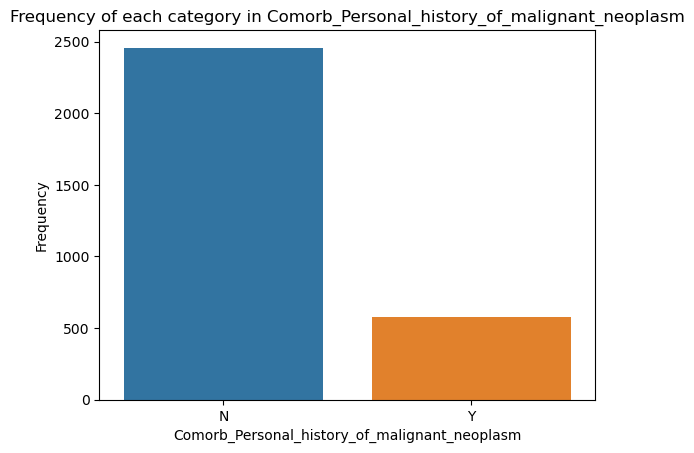 Frequency of each category in Comorb_Personal_history_of_malignant_neoplasm
2500
2000
1500
1000
500
0
Frequency
N
Y
Comorb_Personal_history_of_malignant_neoplasm